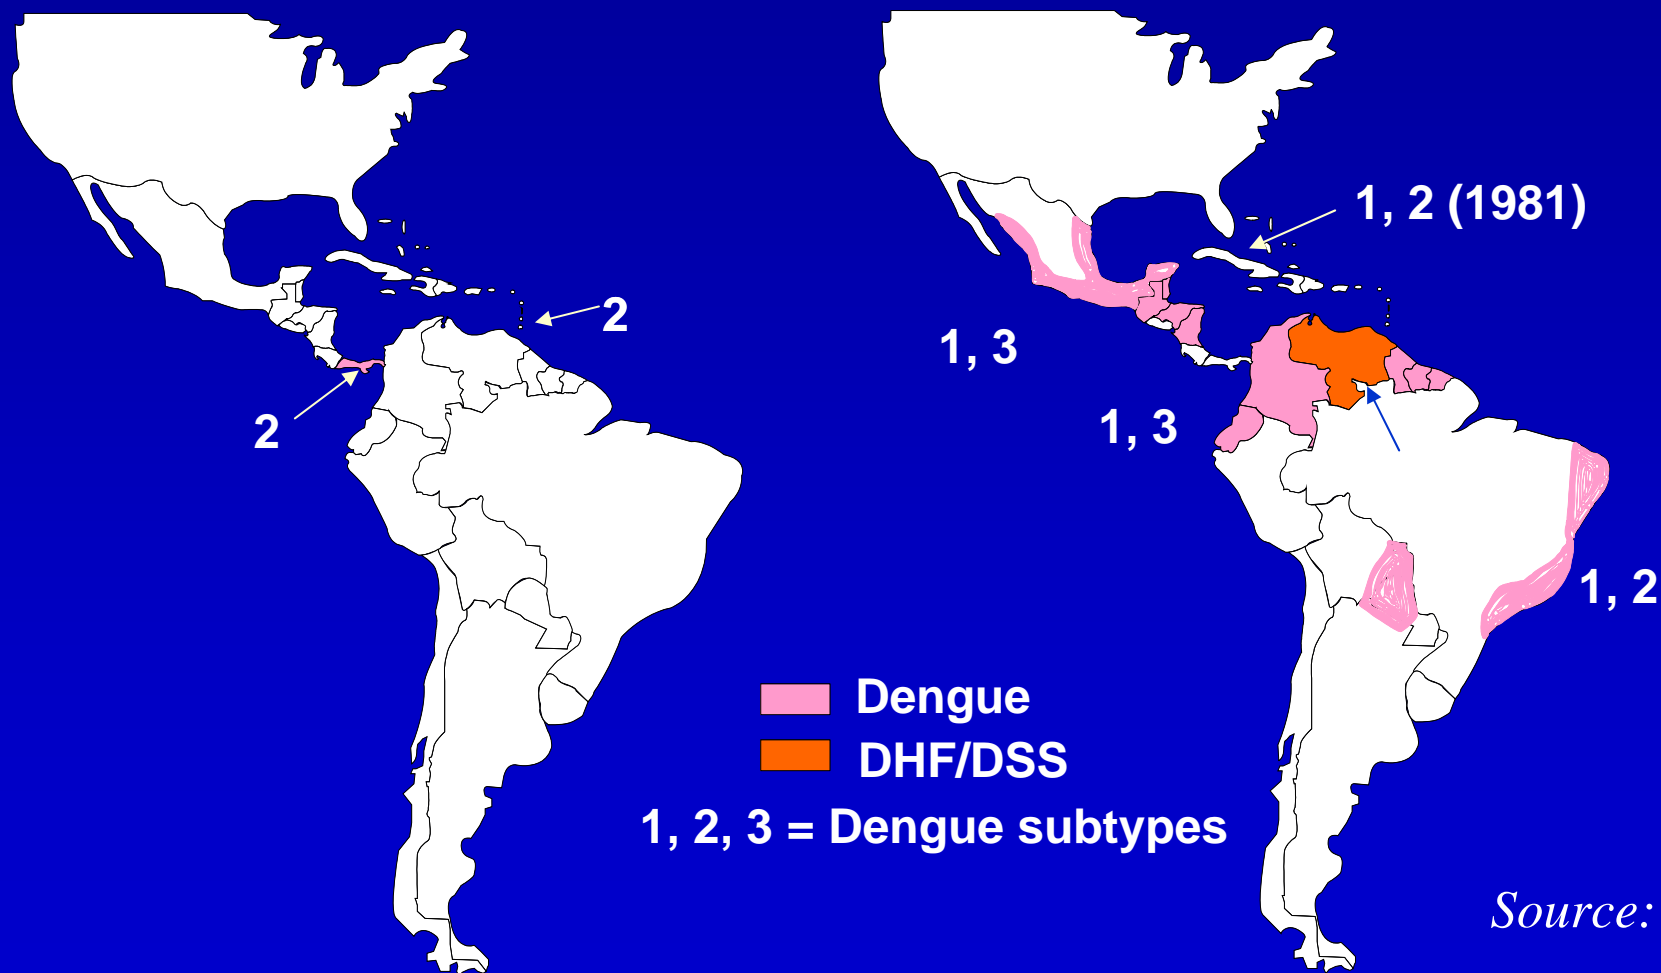 1, 2 (1981)
2
1, 3
2
1, 3
1, 2
Dengue
DHF/DSS
1, 2, 3 = Dengue subtypes
Source: